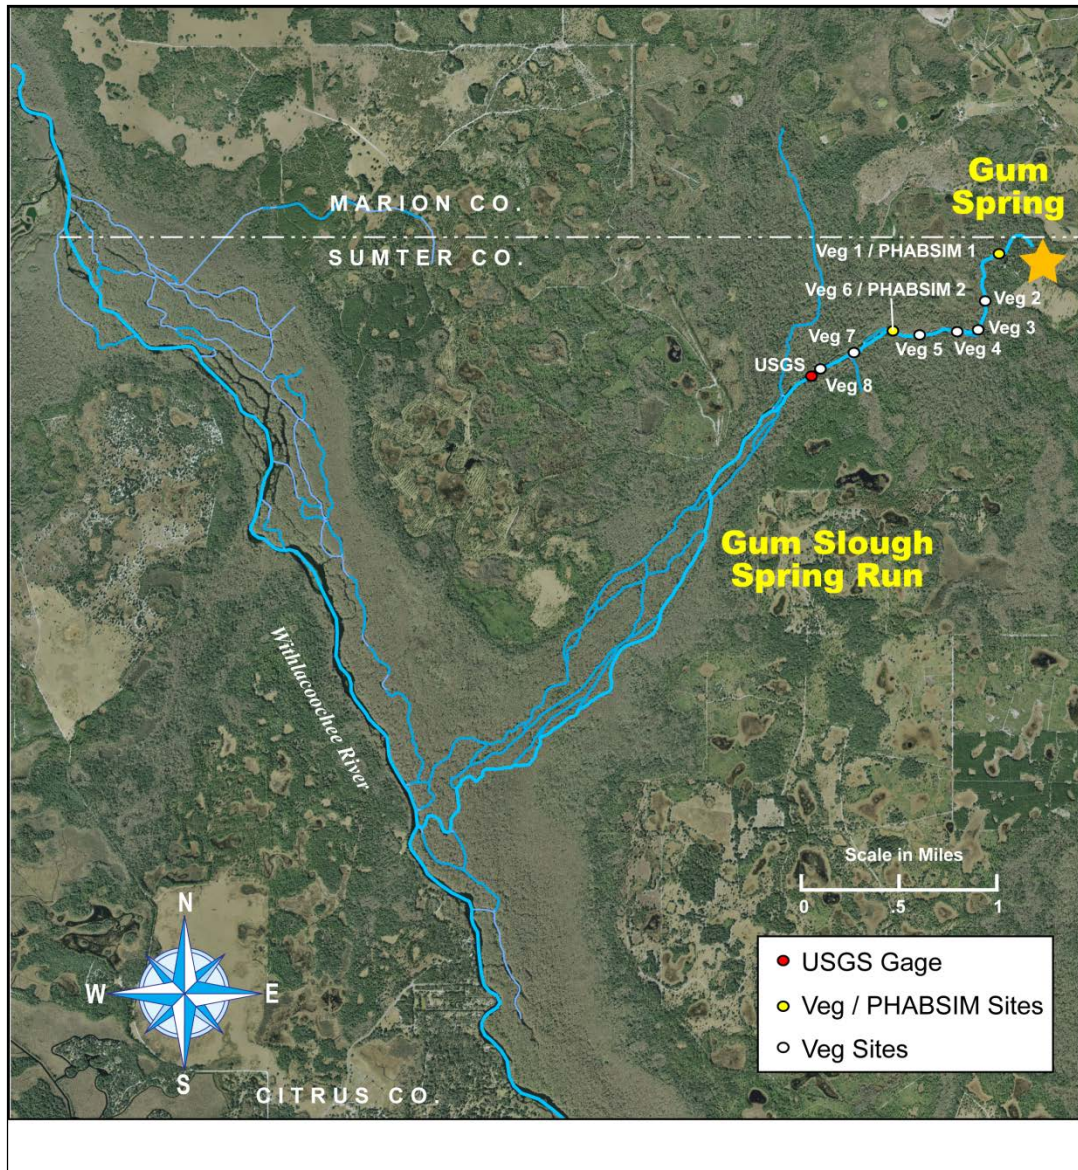 Gum
Spring
MARION CO.
SUMTER CO.
Veg 1 / PHABSIM 1
Veg 6 / PHABSIM 2
Veg 2
Veg 7
Veg 3
Veg 5
Veg 4
USGS
Veg 8
Gum Slough
Spring Run
Withlacoochee River
Scale in Miles
0 .5 1
N
W E
S
USGS Gage
Veg / PHABSIM Sites
Veg Sites
CITRUS CO.